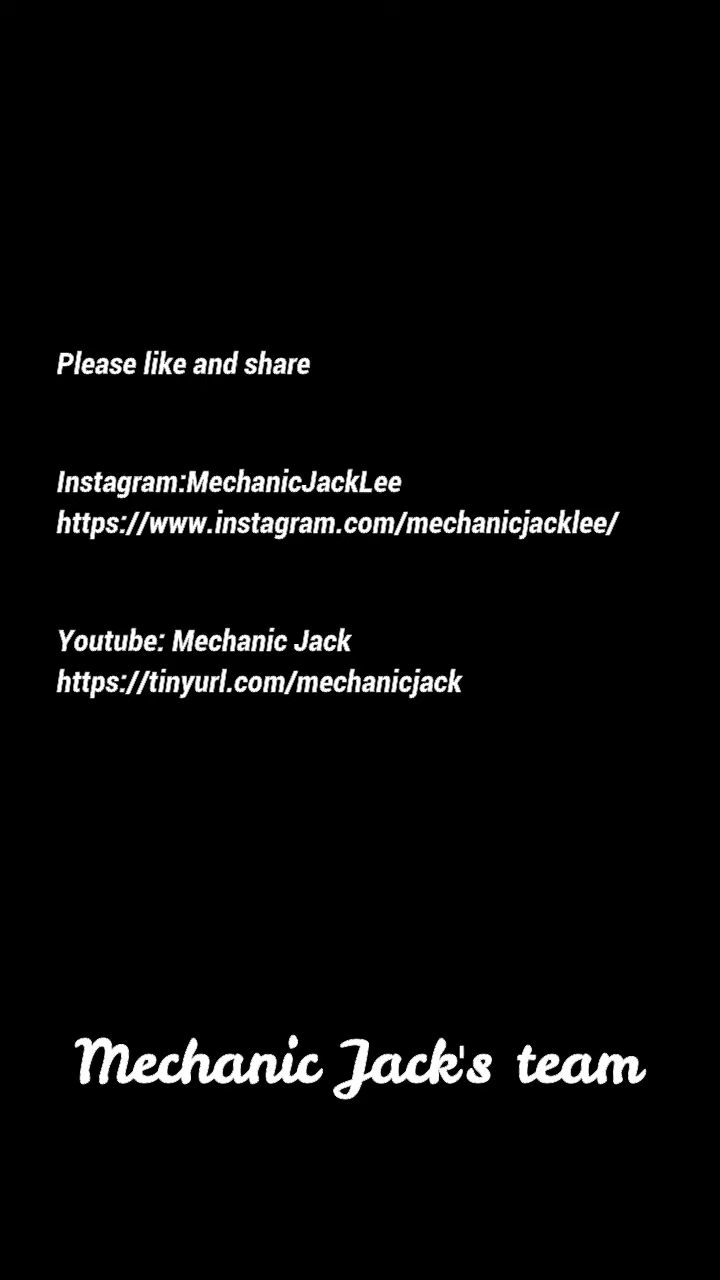 Please like and share
Instagram:MechanicJackLee
https://www.instagram.com/mechanicjacklee/
Youtube: Mechanic Jack
https://tinyurl.com/mechanicjack
Mechanic Jack's team